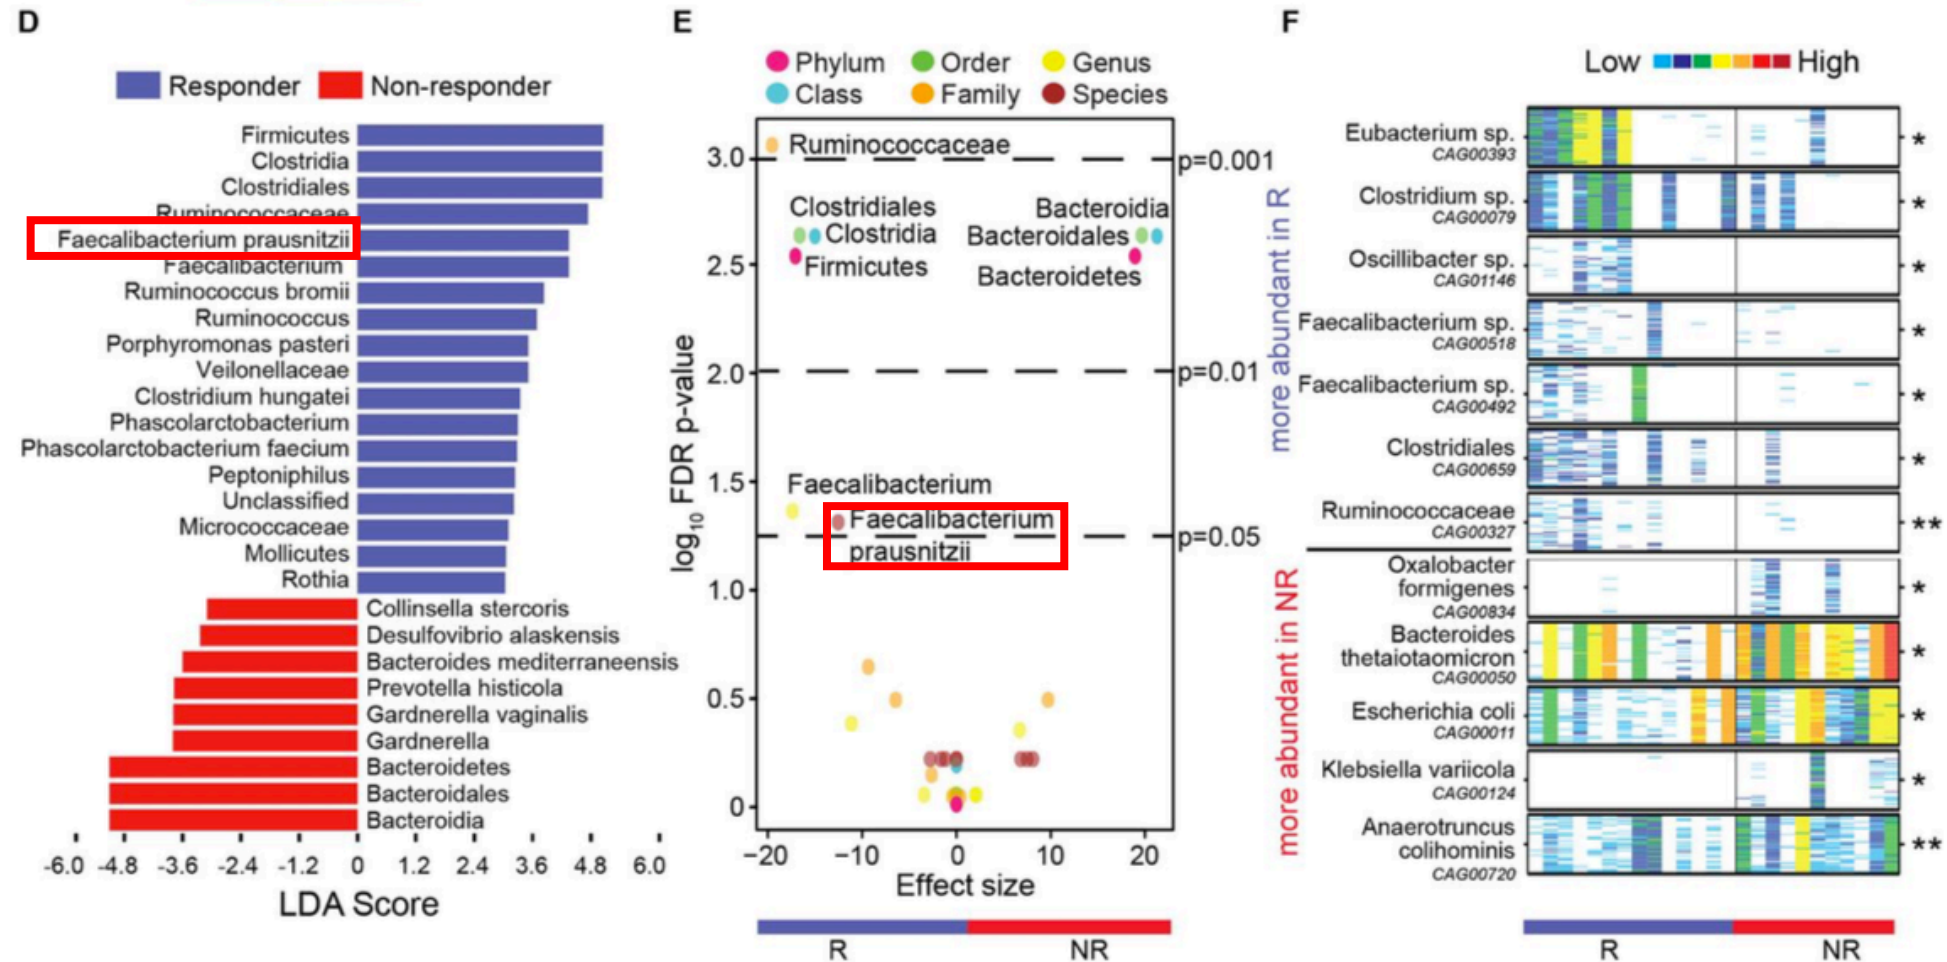 D
Responder
Non-responder
Firmicutes
Clostridia
Clostridiales
Ruminococcaceae
Faecalibacterium prausnitzii
Faecalibacterium
Ruminococcus bromii
Ruminococcus
Porphyromonas pasteri
Veilonellaceae
Clostridium hungatei
Phascolarctobacterium
Phascolarctobacterium faecium
Peptoniphilus
Unclassified
Micrococcaceae
Mollicutes
Rothia
Collinsella stercoris
Desulfovibrio alaskensis
Bacteroides mediterraneensis
Prevotella histicola
Gardnerella vaginalis
Gardnerella
Bacteroidetes
Bacteroidales
Bacteroidia
-6.0 -4.8 -3.6 -2.4 -1.2 0 1.2 2.4 3.6 4.8 6.0
LDA Score
E
Phylum Order Genus
Class Family Species
log10 FDR p-value
3.0
2.5
2.0
1.5
1.0
0.5
0
Ruminococcaceae
p=0.001
Clostridiales
Clostridia
Firmicutes
Bacteroidia
Bacteroidales
Bacteroidetes
p=0.01
Faecalibacterium
Faecalibacterium
prausnitzii
p=0.05
−20 −10 0 10 20
Effect size
R NR
F
Low High
more abundant in R
more abundant in NR
Eubacterium sp.
CAG00393
*
Clostridium sp.
CAG00079
*
Oscillibacter sp.
CAG01146
*
Faecalibacterium sp.
CAG00518
*
Faecalibacterium sp.
CAG00492
*
Clostridiales
CAG00659
*
Ruminococcaceae
CAG00327
**
Oxalobacter
formigenes
CAG00834
*
Bacteroides
thetaiotaomicron
CAG00050
*
Escherichia coli
CAG00011
*
Klebsiella variicola
CAG00124
*
Anaerotruncus
colihominis
CAG00720
**
R NR